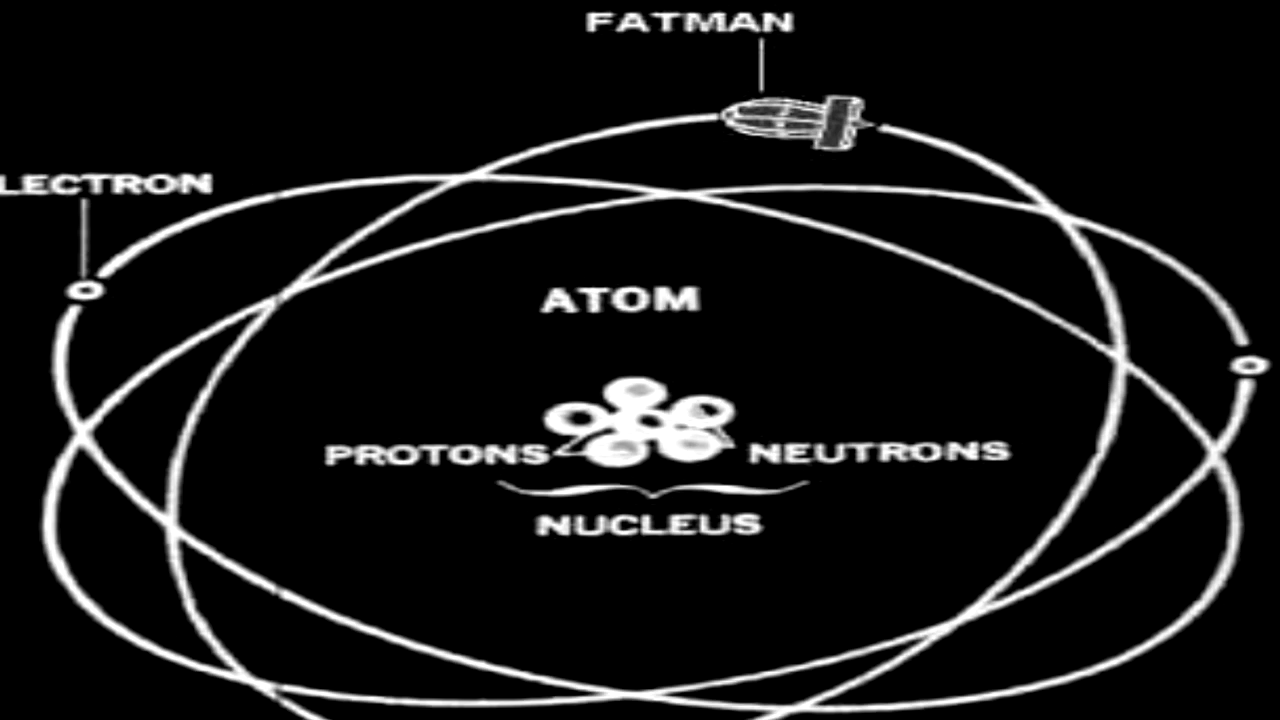 FATMAN
LECTRON
ATOM
PROTONS
NEUTRONS
NUCLEUS